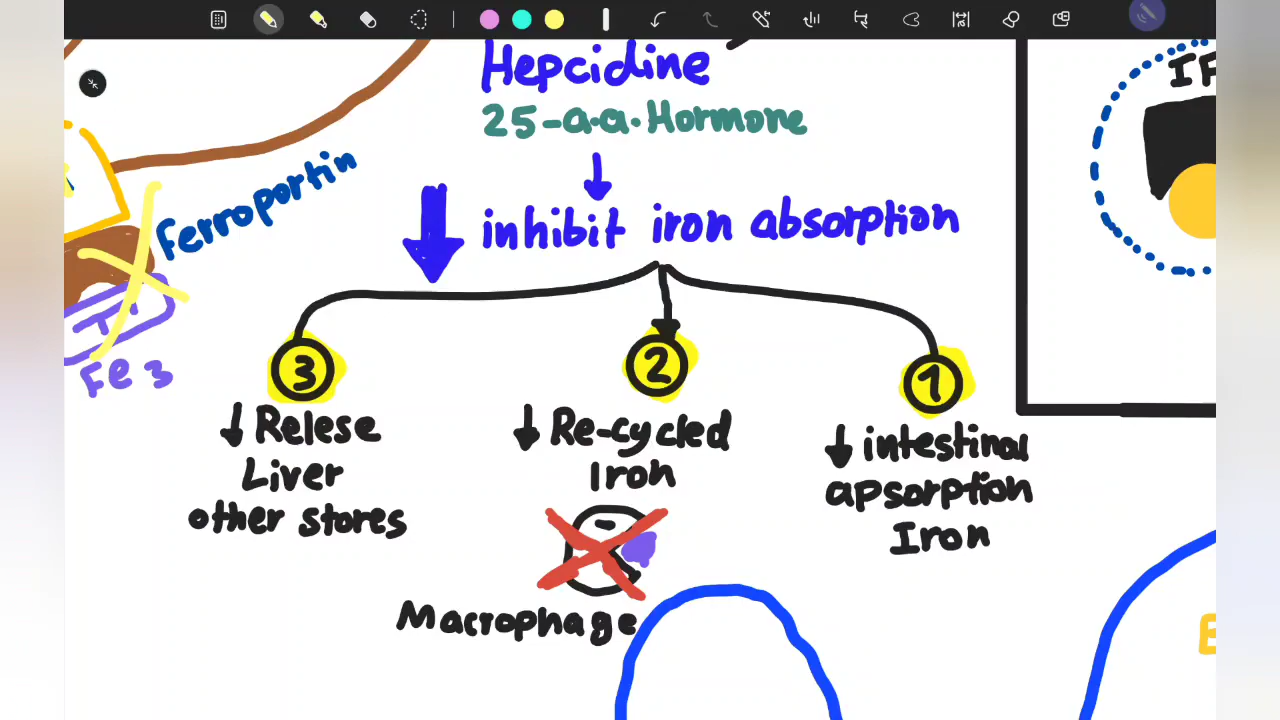 Hepcidine
25-a.a. Hormone
IF
Ferroportin
inhibit iron absorption
Fe 3
3
↓ Relese
Liver
other stores
2
↓ Re-cycled
Iron
Macrophage
1
↓ intestinal
apsorption
Iron